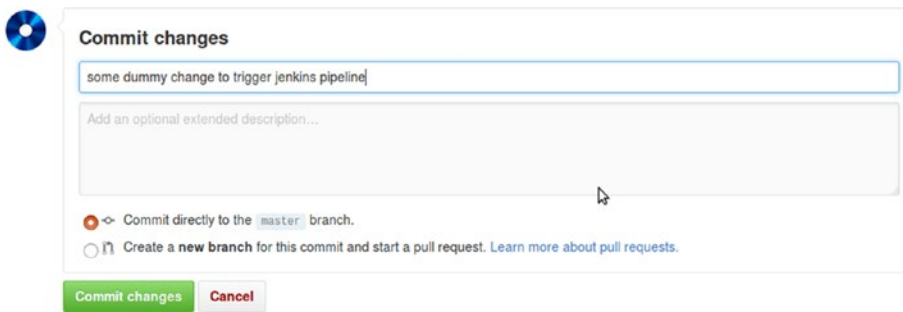 Commit changes
some dummy change to trigger jenkins pipeline
Add an optional extended description...
Commit directly to the master branch.
Create a new branch for this commit and start a pull request. Learn more about pull requests.
Commit changes Cancel